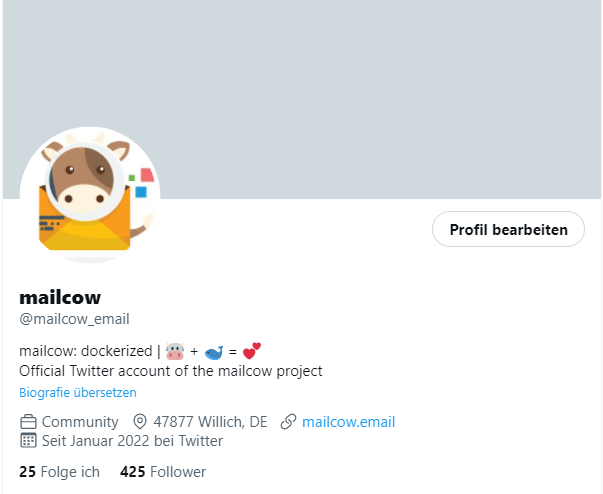 Profil bearbeiten
mailcow
@mailcow_email
mailcow: dockerized | 🐮 + 🐋 = 💕
Official Twitter account of the mailcow project
Biografie übersetzen
Community 47877 Willich, DE mailcow.email
Seit Januar 2022 bei Twitter
25 Folge ich 425 Follower